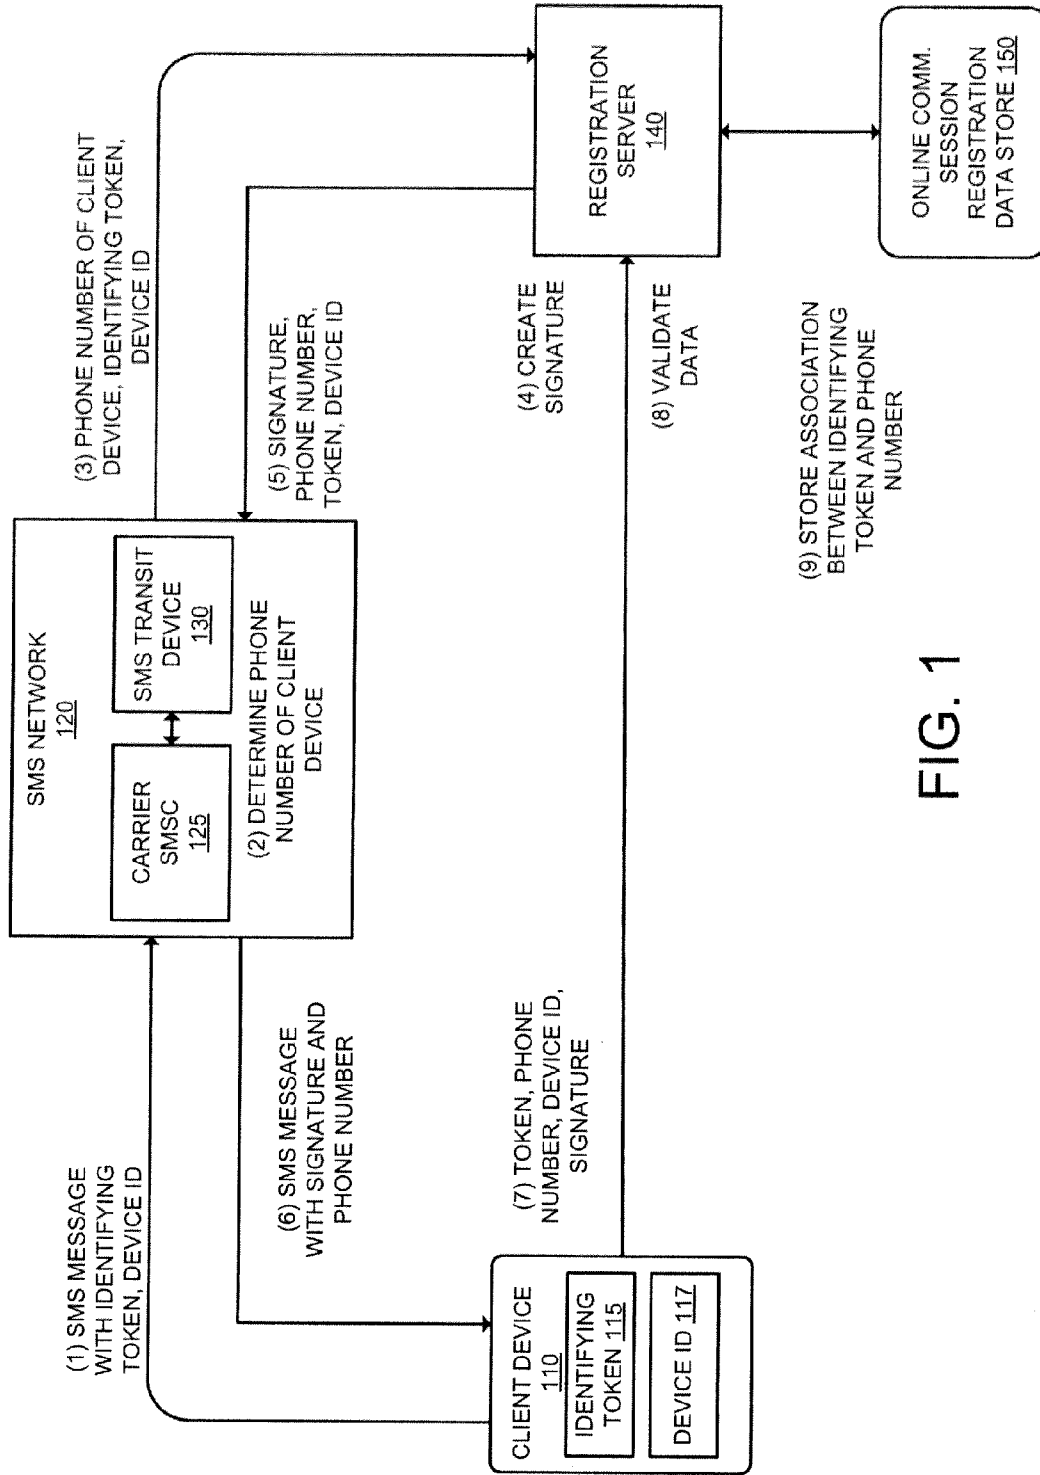 (1) SMS MESSAGE
WITH IDENTIFYING
TOKEN, DEVICE ID
SMS NETWORK
120
CARRIER
SMSC
125
SMS TRANSIT
DEVICE
130
(2) DETERMINE PHONE
NUMBER OF CLIENT
DEVICE
(3) PHONE NUMBER OF CLIENT
DEVICE, IDENTIFYING TOKEN,
DEVICE ID
(6) SMS MESSAGE
WITH SIGNATURE AND
PHONE NUMBER
(5) SIGNATURE,
PHONE NUMBER,
TOKEN, DEVICE ID
CLIENT DEVICE
110
IDENTIFYING
TOKEN 115
DEVICE ID 117
(7) TOKEN, PHONE
NUMBER, DEVICE ID,
SIGNATURE
(4) CREATE
SIGNATURE
(8) VALIDATE
DATA
REGISTRATION
SERVER
140
(9) STORE ASSOCIATION
BETWEEN IDENTIFYING
TOKEN AND PHONE
NUMBER
ONLINE COMM.
SESSION
REGISTRATION
DATA STORE 150
FIG. 1